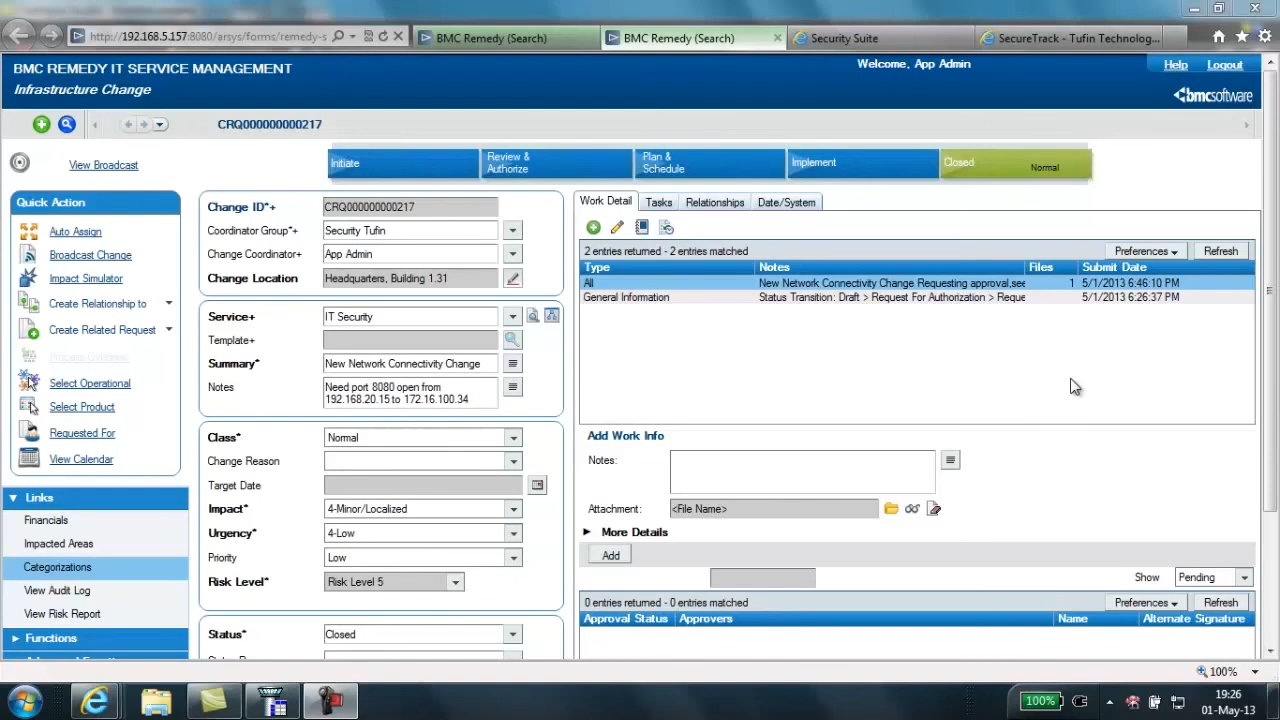 http://192.168.5.157:8080/arsys/forms/remedy-s
BMC Remedy (Search)
BMC Remedy (Search)
Security Suite
SecureTrack - Tufin Technolog...
BMC REMEDY IT SERVICE MANAGEMENT
Infrastructure Change
Welcome, App Admin
Help
Logout
bmcsoftware
CRQ000000000217
View Broadcast
Initiate
Review &
Authorize
Plan &
Schedule
Implement
Closed
Normal
Quick Action
Auto Assign
Broadcast Change
Impact Simulator
Create Relationship to
Create Related Request
Select Operational
Select Product
Requested For
View Calendar
Links
Financials
Impacted Areas
Categorizations
View Audit Log
View Risk Report
Functions
Change ID*+
CRQ000000000217
Coordinator Group*+
Security Tufin
Change Coordinator+
App Admin
Change Location
Headquarters, Building 1.31
Service+
IT Security
Template+
Summary*
New Network Connectivity Change
Notes
Need port 8080 open from
192.168.20.15 to 172.16.100.34
Class*
Normal
Change Reason
Target Date
Impact*
4-Minor/Localized
Urgency*
4-Low
Priority
Low
Risk Level*
Risk Level 5
Status*
Closed
Work Detail
Tasks
Relationships
Date/System
2 entries returned - 2 entries matched
Preferences
Refresh
Type
Notes
Files
Submit Date
All
New Network Connectivity Change Requesting approval,see
1
5/1/2013 6:46:10 PM
General Information
Status Transition: Draft > Request For Authorization > Reque
5/1/2013 6:26:37 PM
Add Work Info
Notes:
Attachment:
<File Name>
More Details
Add
Show
Pending
0 entries returned - 0 entries matched
Preferences
Refresh
Approval Status
Approvers
Name
Alternate Signature
100%
100%
19:26
01-May-13